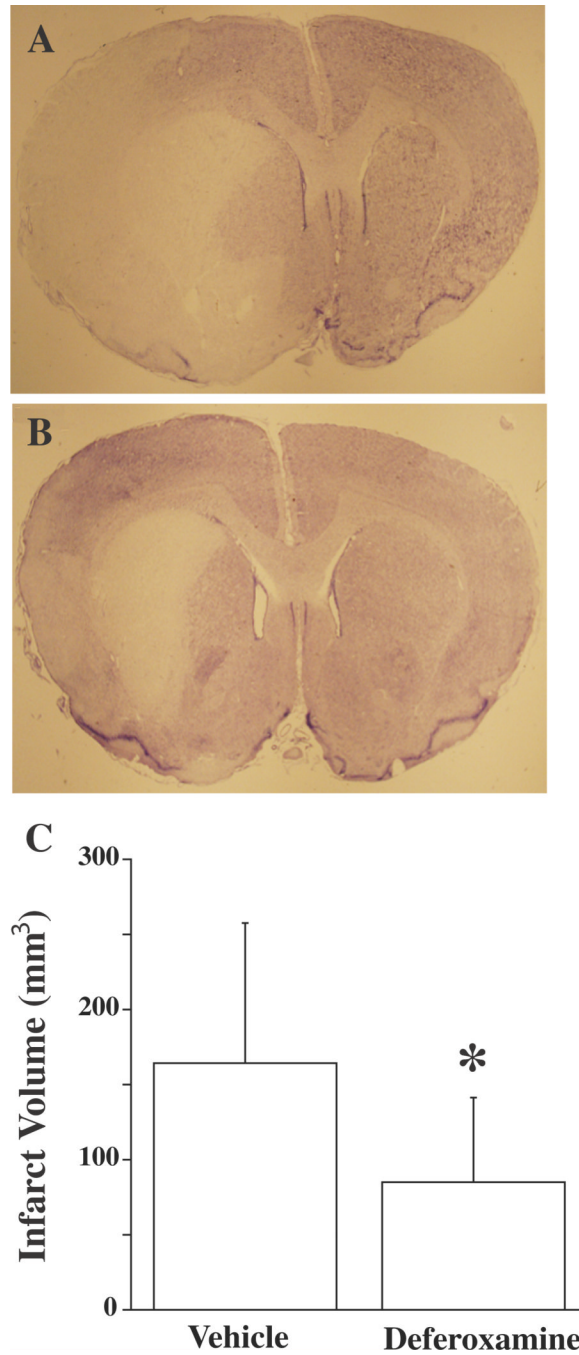 A
B
C
300
200
100
0
Infarct Volume (mm³)
*
Vehicle
Deferoxamine